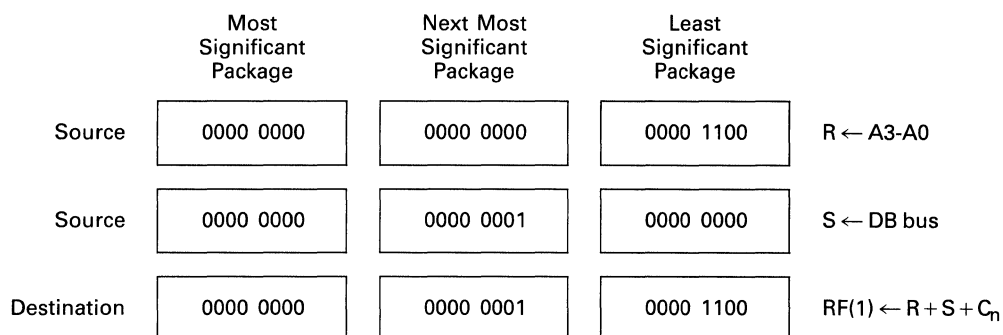 Most Significant Package
Next Most Significant Package
Least Significant Package
Source 0000 0000 0000 0000 0000 1100 R ← A3-A0
Source 0000 0000 0000 0001 0000 0000 S ← DB bus
Destination 0000 0000 0000 0001 0000 1100 RF(1) ← R + S + Cn